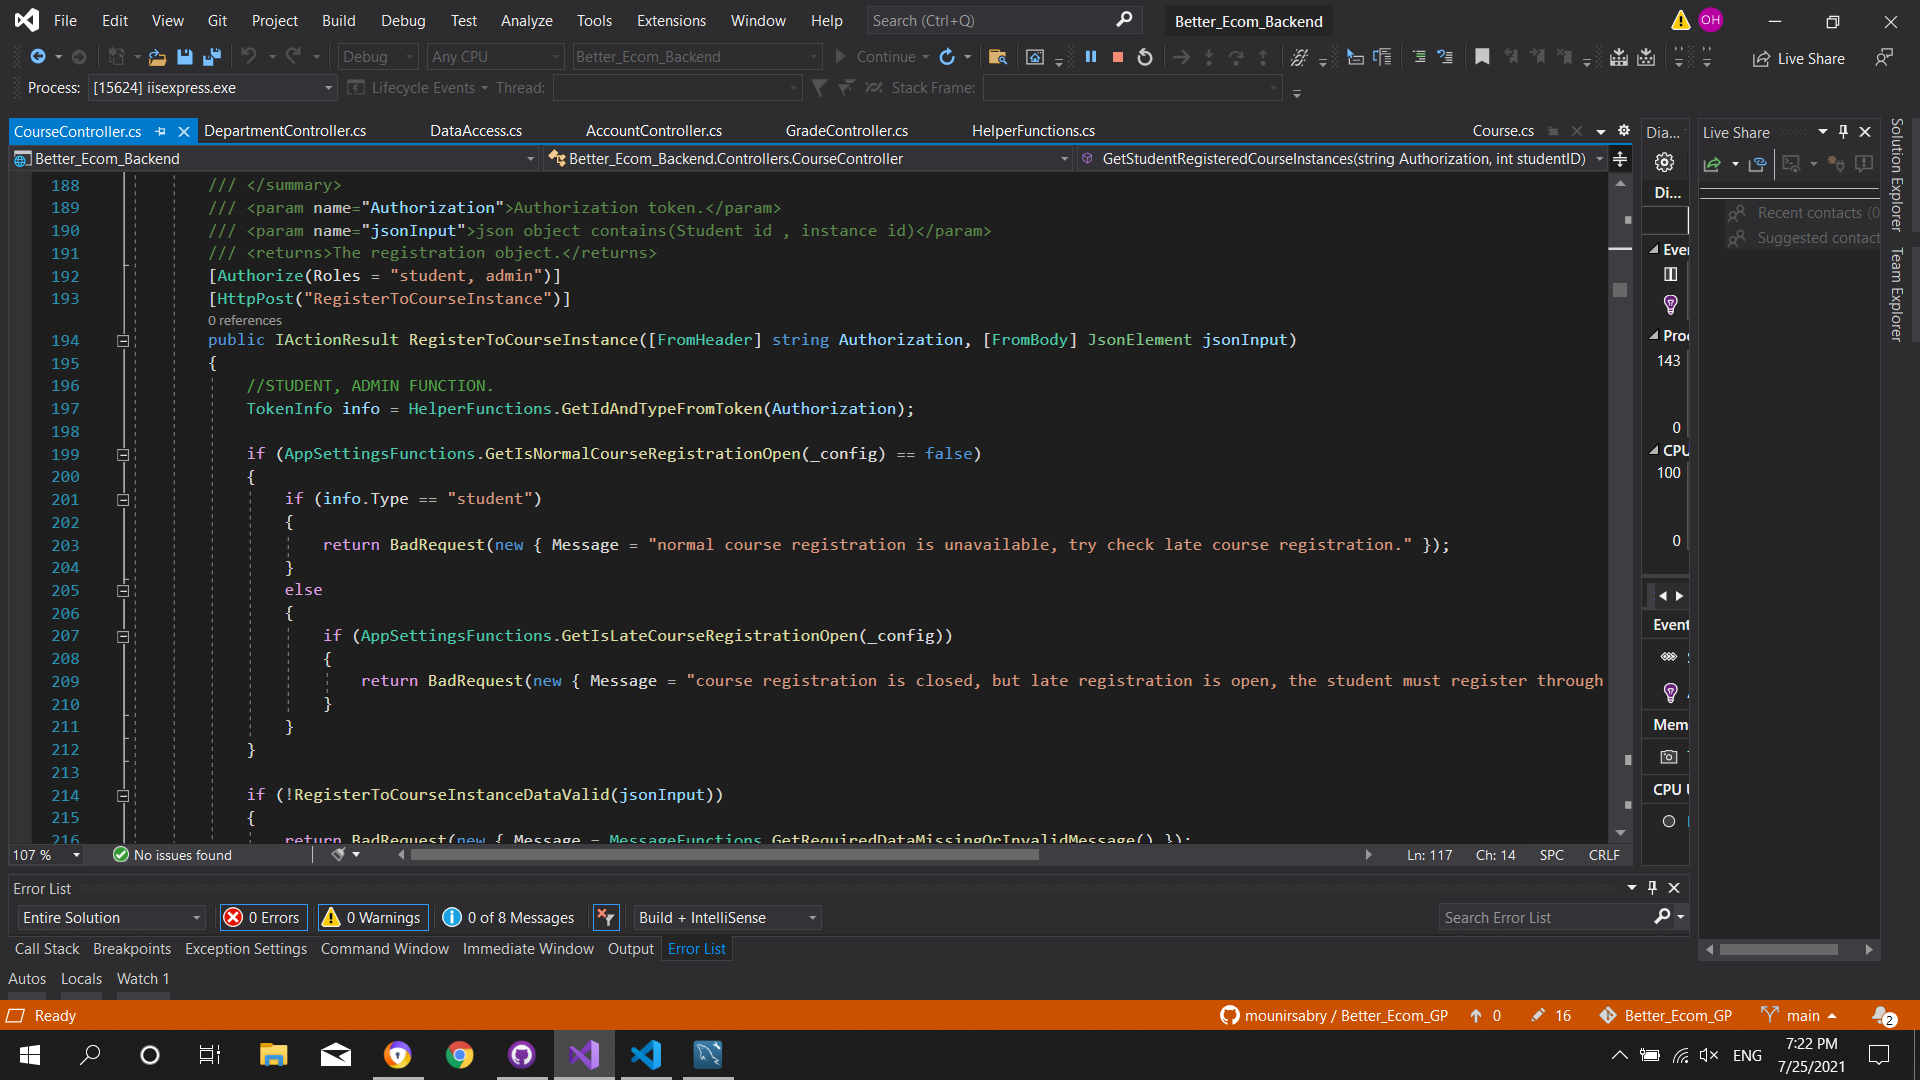 File Edit View Git Project Build Debug Test Analyze Tools Extensions Window Help Search (Ctrl+Q) Better_Ecom_Backend OH
Debug Any CPU Better_Ecom_Backend Continue Live Share
Process: [15624] iisexpress.exe Lifecycle Events Thread: Stack Frame:
CourseController.cs DepartmentController.cs DataAccess.cs AccountController.cs GradeController.cs HelperFunctions.cs Course.cs
Better_Ecom_Backend Better_Ecom_Backend.Controllers.CourseController GetStudentRegisteredCourseInstances(string Authorization, int studentID)
188 /// </summary>
189 /// <param name="Authorization">Authorization token.</param>
190 /// <param name="jsonInput">json object contains(Student id , instance id)</param>
191 /// <returns>The registration object.</returns>
192 [Authorize(Roles = "student, admin")]
193 [HttpPost("RegisterToCourseInstance")]
0 references
194 public IActionResult RegisterToCourseInstance([FromHeader] string Authorization, [FromBody] JsonElement jsonInput)
195 {
196 //STUDENT, ADMIN FUNCTION.
197 TokenInfo info = HelperFunctions.GetIdAndTypeFromToken(Authorization);
198
199 if (AppSettingsFunctions.GetIsNormalCourseRegistrationOpen(_config) == false)
200 {
201 if (info.Type == "student")
202 {
203 return BadRequest(new { Message = "normal course registration is unavailable, try check late course registration." });
204 }
205 else
206 {
207 if (AppSettingsFunctions.GetIsLateCourseRegistrationOpen(_config))
208 {
209 return BadRequest(new { Message = "course registration is closed, but late registration is open, the student must register through
210 }
211 }
212 }
213
214 if (!RegisterToCourseInstanceDataValid(jsonInput))
215 {
216 return BadRequest(new { Message = MessageFunctions.GetRequiredDataMissingOrInvalidMessage() });
107 % No issues found Ln: 117 Ch: 14 SPC CRLF
Dia...
Di...
Eve
Pro
143
0
CPU
100
0
Event
Mem
CPU U
Live Share
Recent contacts (0
Suggested contact
Solution Explorer
Team Explorer
Error List
Entire Solution 0 Errors 0 Warnings 0 of 8 Messages Build + IntelliSense Search Error List
Call Stack Breakpoints Exception Settings Command Window Immediate Window Output Error List
Autos Locals Watch 1
Ready mounirsabry / Better_Ecom_GP 0 16 Better_Ecom_GP main 2
ENG
7:22 PM
7/25/2021